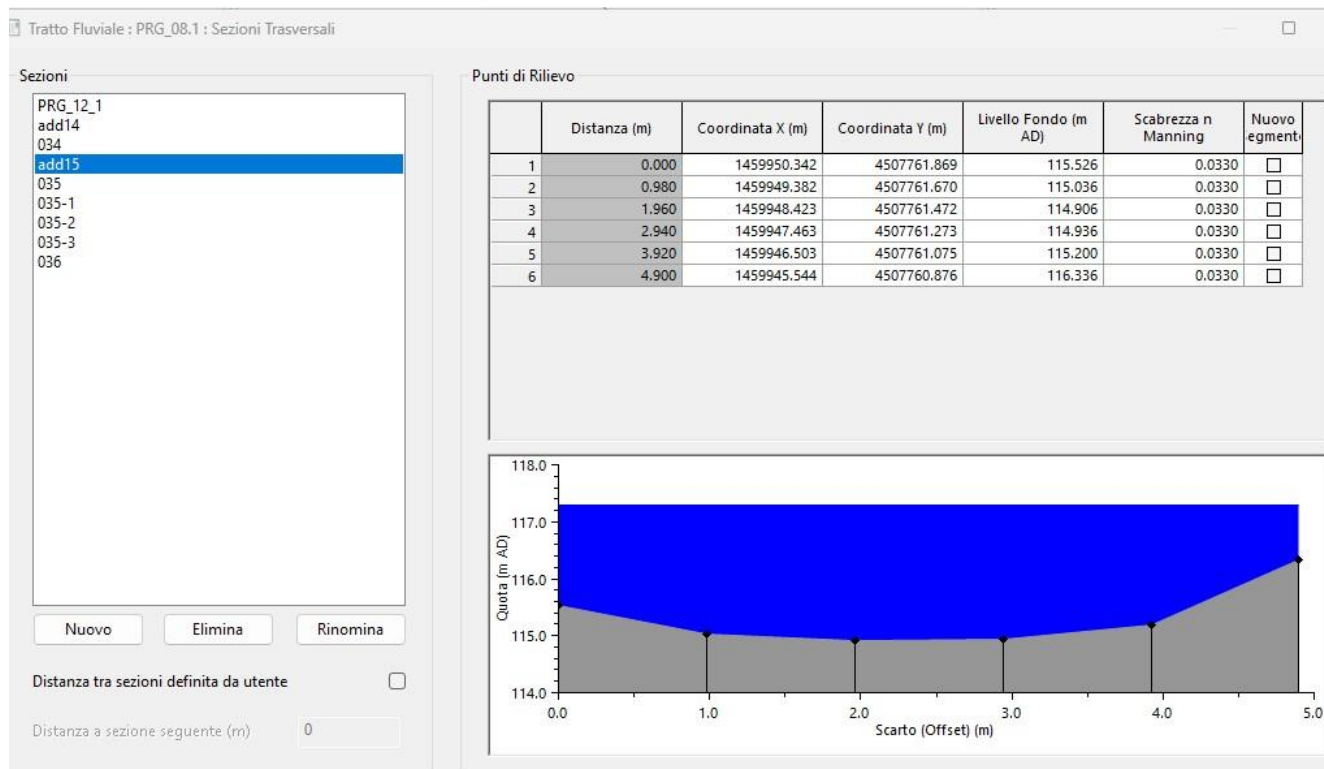 Tratto Fluviale : PRG_08.1 : Sezioni Trasversali
Sezioni
PRG_12_1
add14
034
add15
035
035-1
035-2
035-3
036
Nuovo Elimina Rinomina
Distanza tra sezioni definita da utente
Distanza a sezione seguente (m) 0
Punti di Rilievo
Distanza (m) Coordinata X (m) Coordinata Y (m) Livello Fondo (m AD) Scabrezza n Manning Nuovo egment
1 0.000 1459950.342 4507761.869 115.526 0.0330
2 0.980 1459949.382 4507761.670 115.036 0.0330
3 1.960 1459948.423 4507761.472 114.906 0.0330
4 2.940 1459947.463 4507761.273 114.936 0.0330
5 3.920 1459946.503 4507761.075 115.200 0.0330
6 4.900 1459945.544 4507760.876 116.336 0.0330
Quota (m AD)
118.0
117.0
116.0
115.0
114.0
0.0 1.0 2.0 3.0 4.0 5.0
Scarto (Offset) (m)